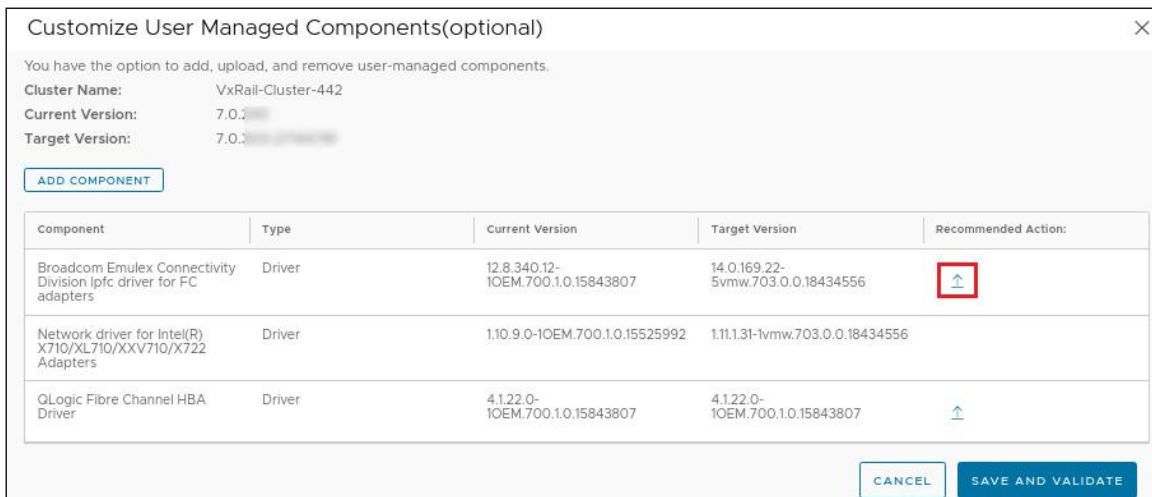 Customize User Managed Components(optional)
You have the option to add, upload, and remove user-managed components.
Cluster Name: VxRail-Cluster-442
Current Version: 7.0.
Target Version: 7.0.
ADD COMPONENT
Component Type Current Version Target Version Recommended Action:
Broadcom Emulex Connectivity Driver 12.8.340.12- 14.0.169.22-
Division lpfc driver for FC 1OEM.700.1.0.15843807 5vmw.703.0.0.18434556
adapters
Network driver for Intel(R) Driver 1.10.9.0-1OEM.700.1.0.15525992 1.11.1.31-1vmw.703.0.0.18434556
X710/XL710/XXV710/X722
Adapters
QLogic Fibre Channel HBA Driver 4.1.22.0- 4.1.22.0-
Driver 1OEM.700.1.0.15843807 1OEM.700.1.0.15843807
CANCEL SAVE AND VALIDATE